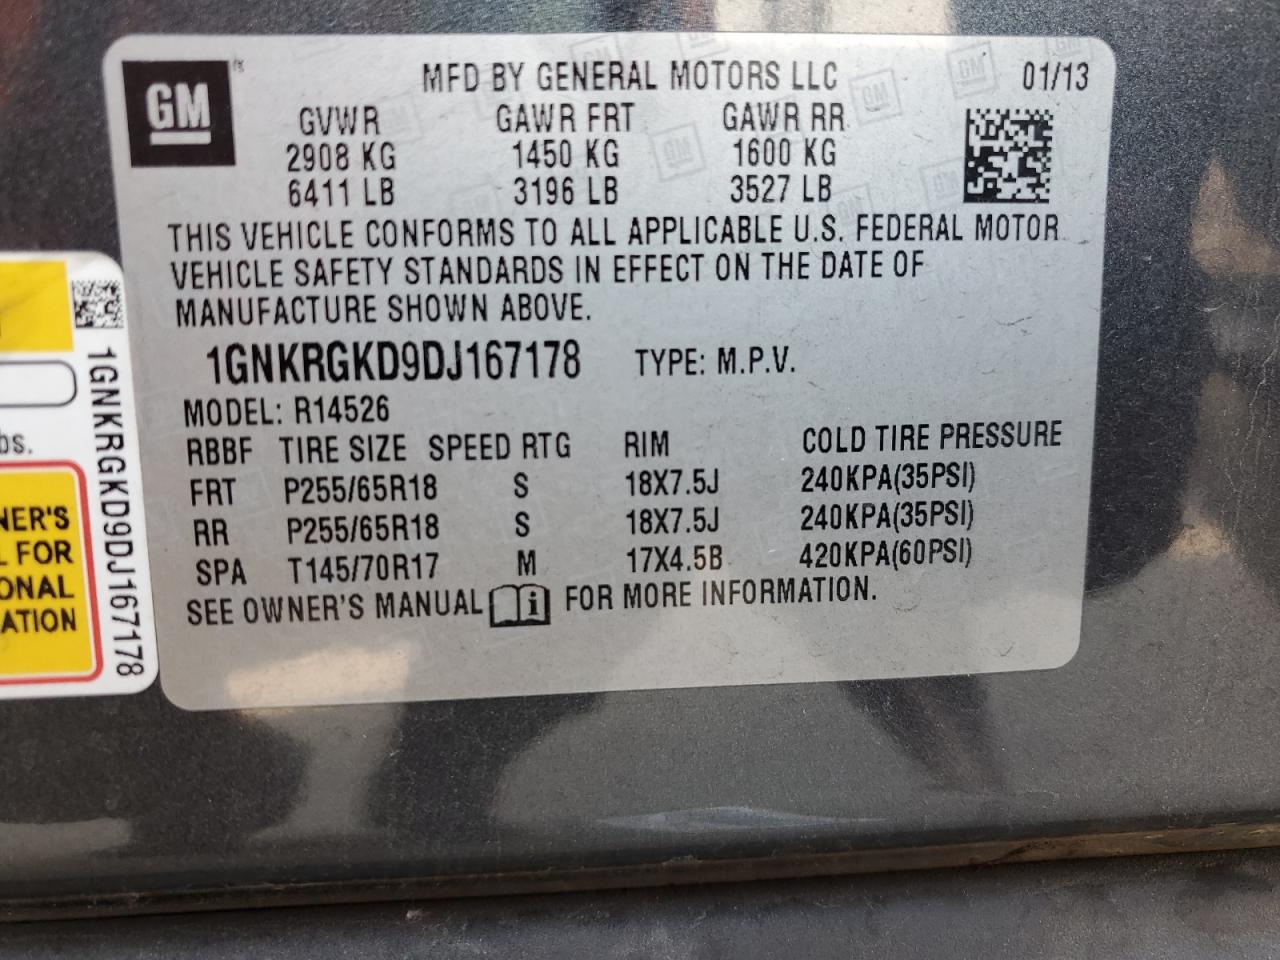 GM
MFD BY GENERAL MOTORS LLC 01/13
GVWR GAWR FRT GAWR RR
2908 KG 1450 KG 1600 KG
6411 LB 3196 LB 3527 LB
THIS VEHICLE CONFORMS TO ALL APPLICABLE U.S. FEDERAL MOTOR
VEHICLE SAFETY STANDARDS IN EFFECT ON THE DATE OF
MANUFACTURE SHOWN ABOVE.
1GNKRGKD9DJ167178 TYPE: M.P.V.
MODEL: R14526
RBBF TIRE SIZE SPEED RTG RIM COLD TIRE PRESSURE
FRT P255/65R18 S 18X7.5J 240KPA(35PSI)
RR P255/65R18 S 18X7.5J 240KPA(35PSI)
SPA T145/70R17 M 17X4.5B 420KPA(60PSI)
SEE OWNER'S MANUAL i FOR MORE INFORMATION.
1GNKRGKD9DJ167178
bs.
NER'S
L FOR
ONAL
ATION